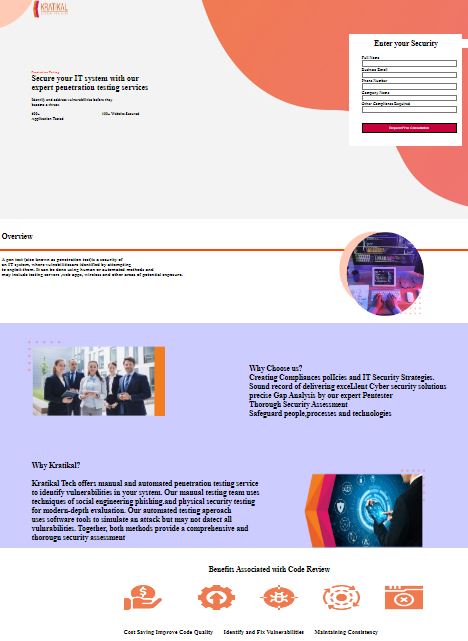 KRATIKAL
Enter your Security
Full Name
Business Email
Phone Number
Company Name
Other Compliance Required
Request Free Consultation
Penetration Testing
Secure your IT system with our
expert penetration testing services
Identify and address vulnerabilities before they
become a threat
400+ Website Secured
Application Tested
Overview
A pen test (also known as penetration test) is a security of
an IT system, where vulnerabilities are identified by attempting
to exploit them. It can be done using human or automated methods and
may include testing servers ,web apps, wireless and other areas of potential exposure.
Why Choose us?
Creating Compliances polIcies and IT Security Strategies.
Sound record of delivering exceLlent Cyber security solutions
precise Gap Analysis by our expert Pentester
Thorough Security Assessment
Safeguard people,processes and technologies
Why Kratikal?
Kratikal Tech offers manual and automated penetration testing service
to identify vulnerabilities in your system. Our manual testing team uses
techniques of social engineering phishing,and physical security testing
for modern-depth evaluation. Our automated testing aperoach
uses software tools to simulate an attack but may not datect all
vulnrabilities. Together, both methods provide a comprehensive and
thorougn security assessment
Benefits Associated with Code Review
Cost Saving Improve Code Quality Identify and Fix Vulnerabilities Maintaining Consistency